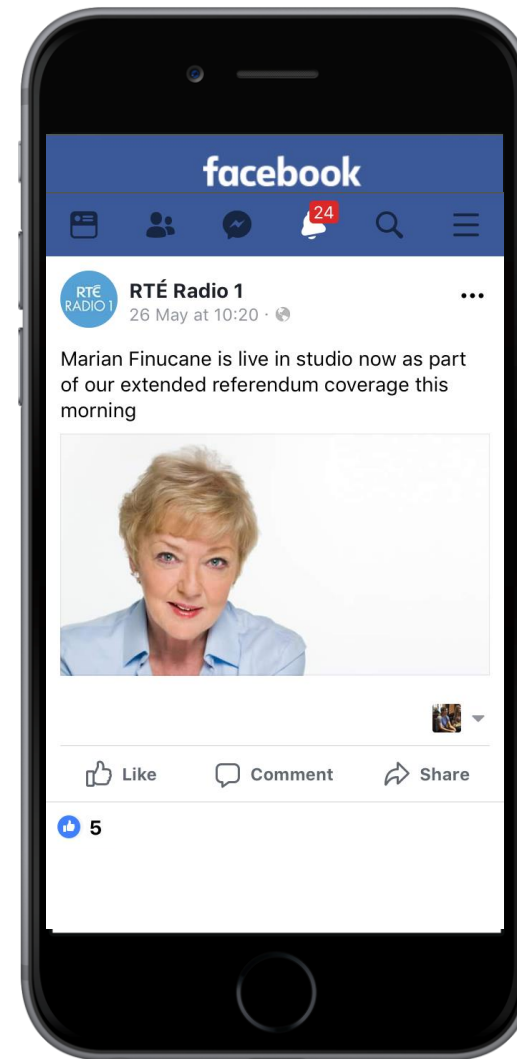 facebook
24
RTÉ
RADIO 1
RTÉ Radio 1
26 May at 10:20 ·
Marian Finucane is live in studio now as part
of our extended referendum coverage this
morning
Like Comment Share
5